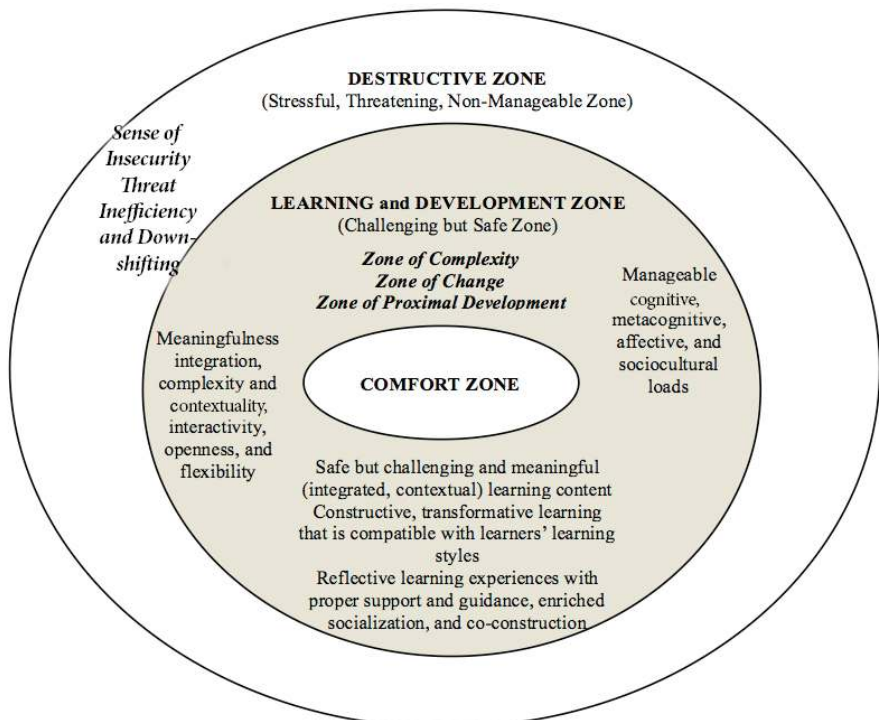 DESTRUCTIVE ZONE
(Stressful, Threatening, Non-Manageable Zone)
Sense of
Insecurity
Threat
Inefficiency
and Down-
shifting
LEARNING and DEVELOPMENT ZONE
(Challenging but Safe Zone)
Zone of Complexity
Zone of Change
Zone of Proximal Development
Meaningfulness
integration,
complexity and
contextuality,
interactivity,
openness, and
flexibility
Manageable
cognitive,
metacognitive,
affective, and
sociocultural
loads
COMFORT ZONE
Safe but challenging and meaningful
(integrated, contextual) learning content
Constructive, transformative learning
that is compatible with learners’ learning
styles
Reflective learning experiences with
proper support and guidance, enriched
socialization, and co-construction